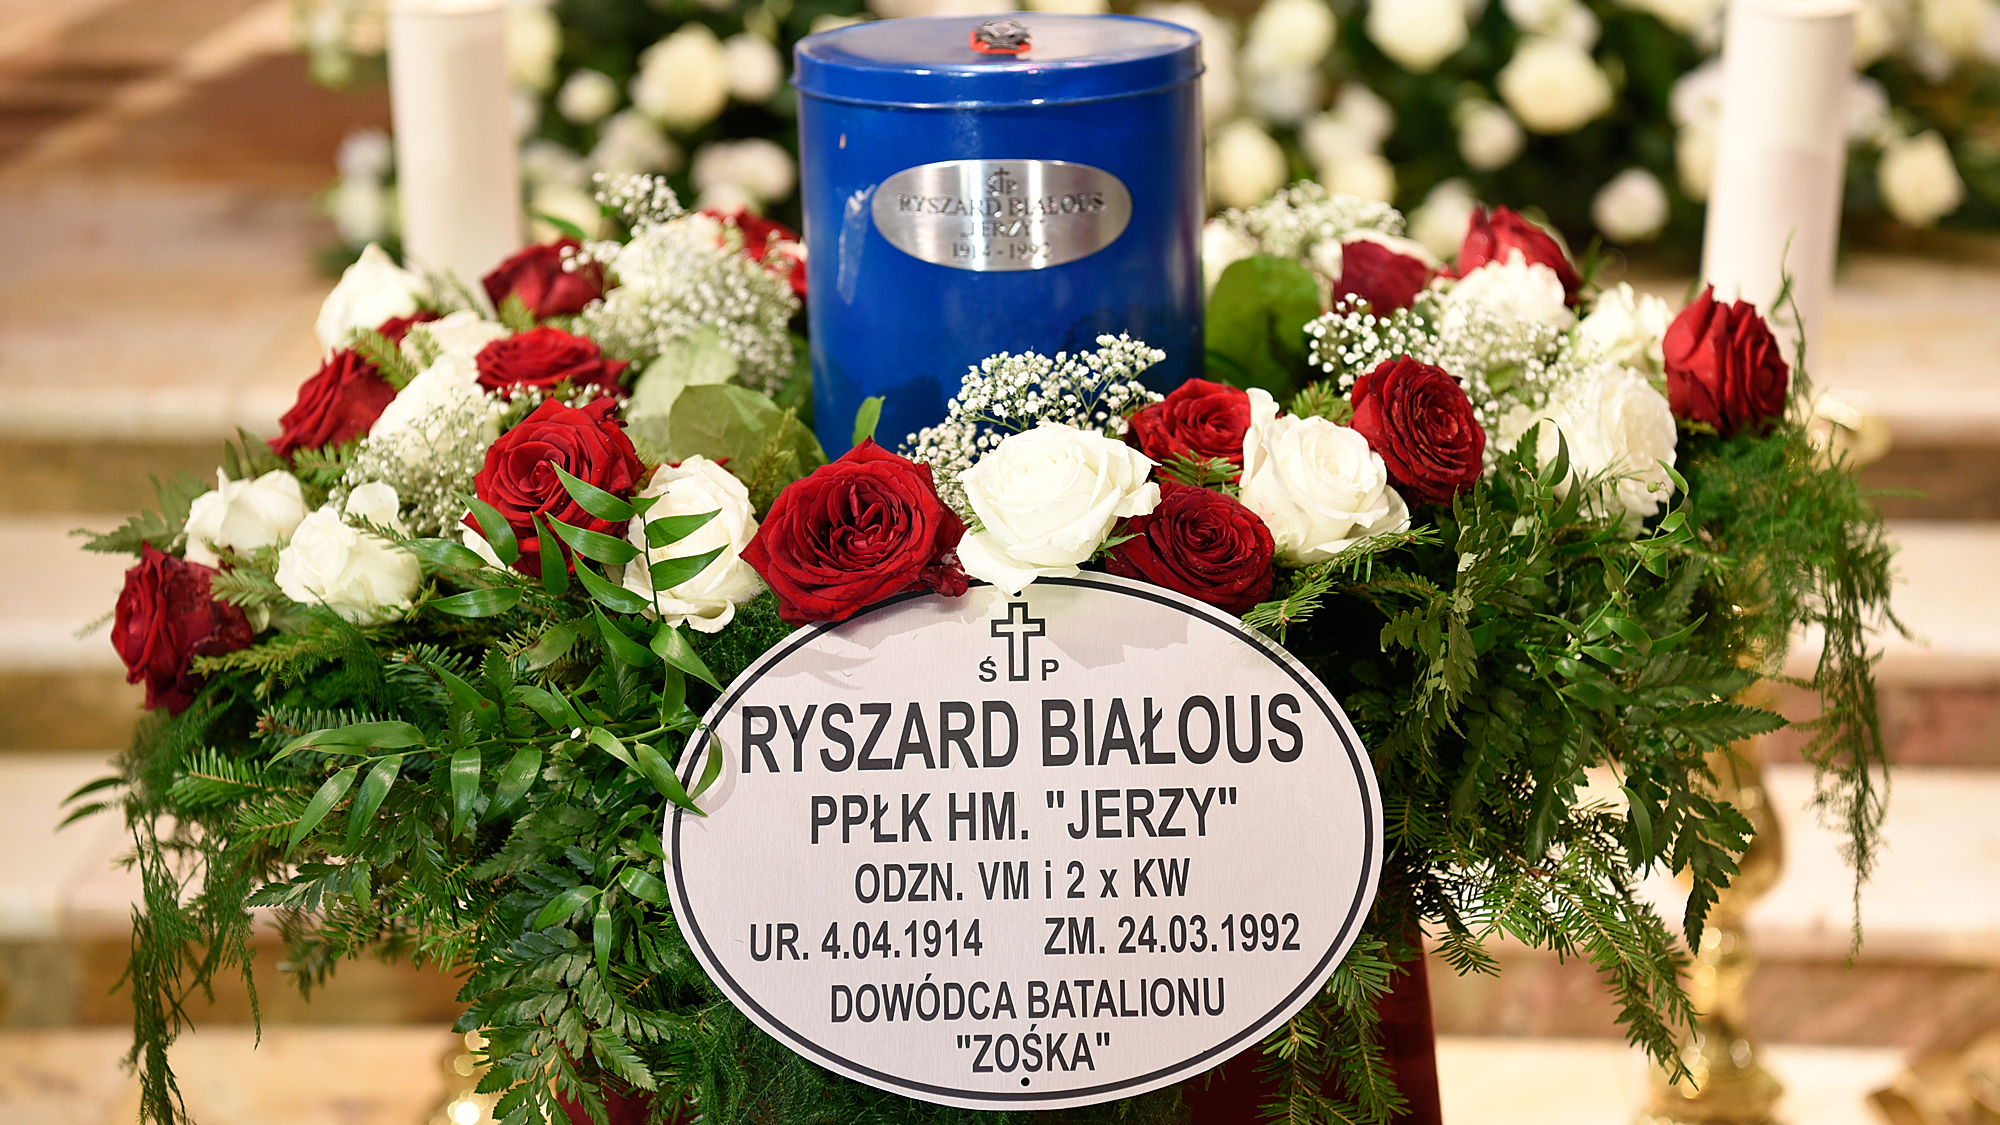 Ś P
RYSZARD BIAŁOUS
„JERZY"
1914 - 1992
Ś P
RYSZARD BIAŁOUS
PPŁK HM. "JERZY"
ODZN. VM i 2 x KW
UR. 4.04.1914 ZM. 24.03.1992
DOWÓDCA BATALIONU
"ZOŚKA"